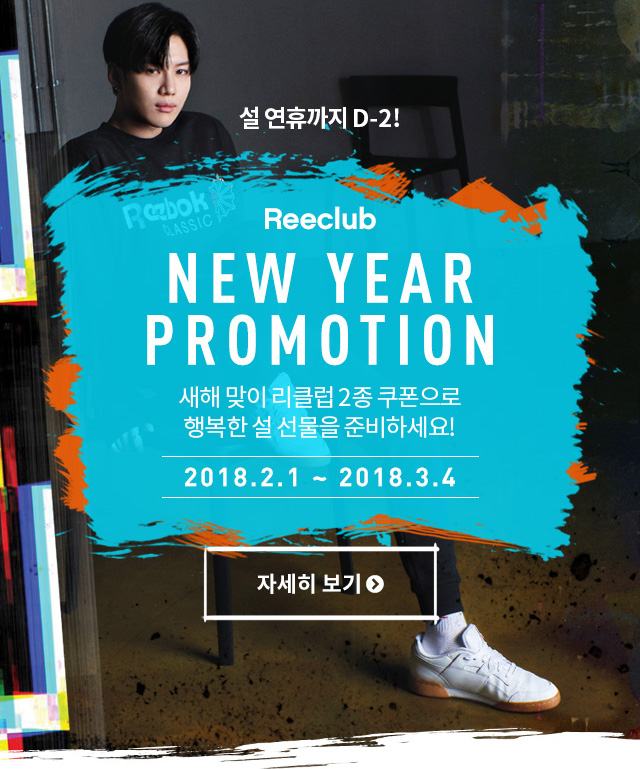 설 연휴까지 D-2!
Reebok
CLASSIC
Reeclub
NEW YEAR
PROMOTION
새해 맞이 리클럽 2종 쿠폰으로
행복한 설 선물을 준비하세요!
2018.2.1 ~ 2018.3.4
자세히 보기